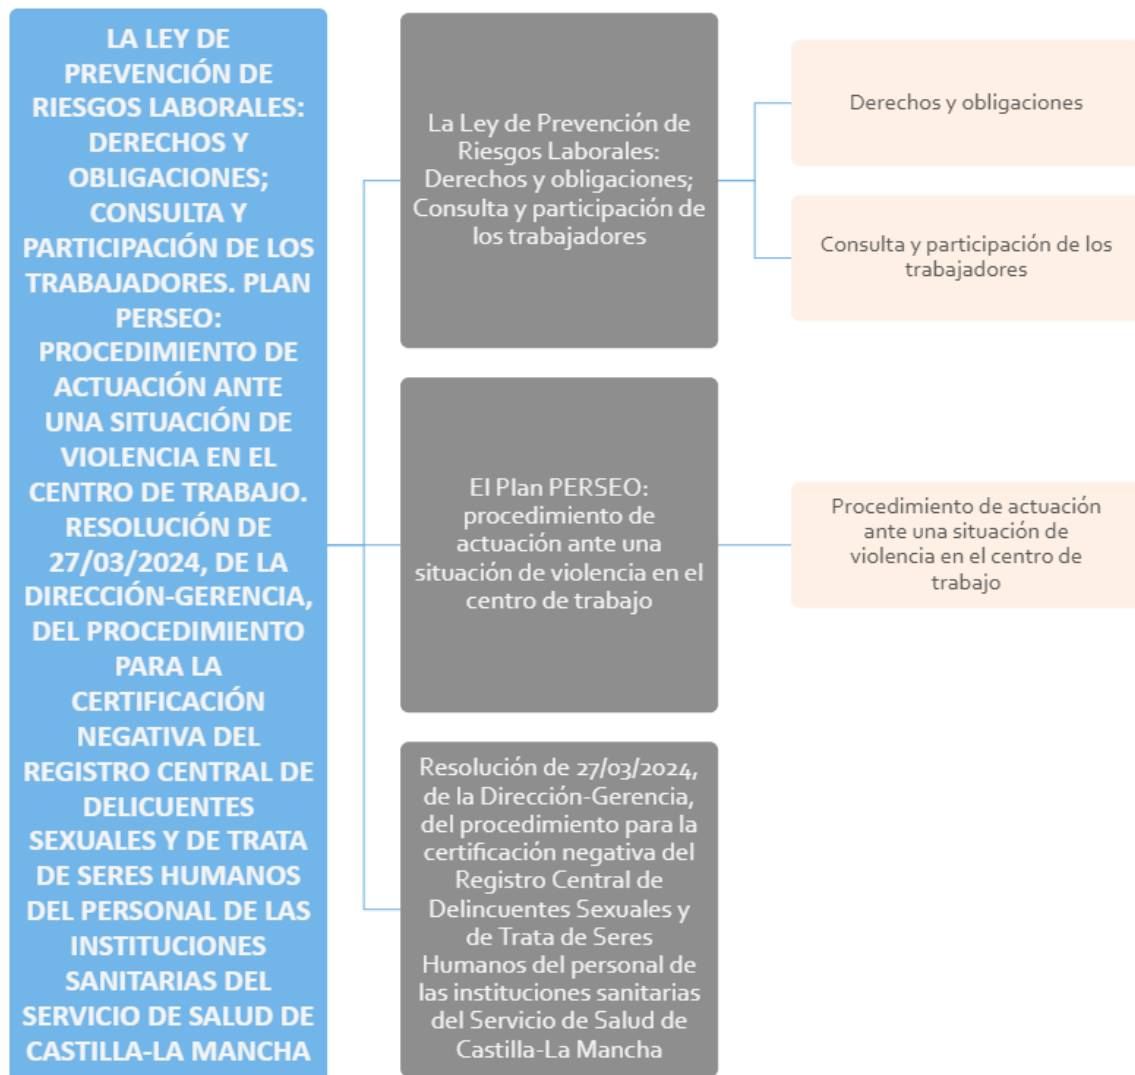 LA LEY DE
PREVENCIÓN DE
RIESGOS LABORALES:
DERECHOS Y
OBLIGACIONES;
CONSULTA Y
PARTICIPACIÓN DE LOS
TRABAJADORES. PLAN
PERSEO:
PROCEDIMIENTO DE
ACTUACIÓN ANTE
UNA SITUACIÓN DE
VIOLENCIA EN EL
CENTRO DE TRABAJO.
RESOLUCIÓN DE
27/03/2024, DE LA
DIRECCIÓN-GERENCIA,
DEL PROCEDIMIENTO
PARA LA
CERTIFICACIÓN
NEGATIVA DEL
REGISTRO CENTRAL DE
DELICUENTES
SEXUALES Y DE TRATA
DE SERES HUMANOS
DEL PERSONAL DE LAS
INSTITUCIONES
SANITARIAS DEL
SERVICIO DE SALUD DE
CASTILLA-LA MANCHA
La Ley de Prevención de
Riesgos Laborales:
Derechos y obligaciones;
Consulta y participación de
los trabajadores
Derechos y obligaciones
Consulta y participación de los
trabajadores
El Plan PERSEO:
procedimiento de
actuación ante una
situación de violencia en el
centro de trabajo
Procedimiento de actuación
ante una situación de
violencia en el centro de
trabajo
Resolución de 27/03/2024,
de la Dirección-Gerencia,
del procedimiento para la
certificación negativa del
Registro Central de
Delincuentes Sexuales y
de Trata de Seres
Humanos del personal de
las instituciones sanitarias
del Servicio de Salud de
Castilla-La Mancha